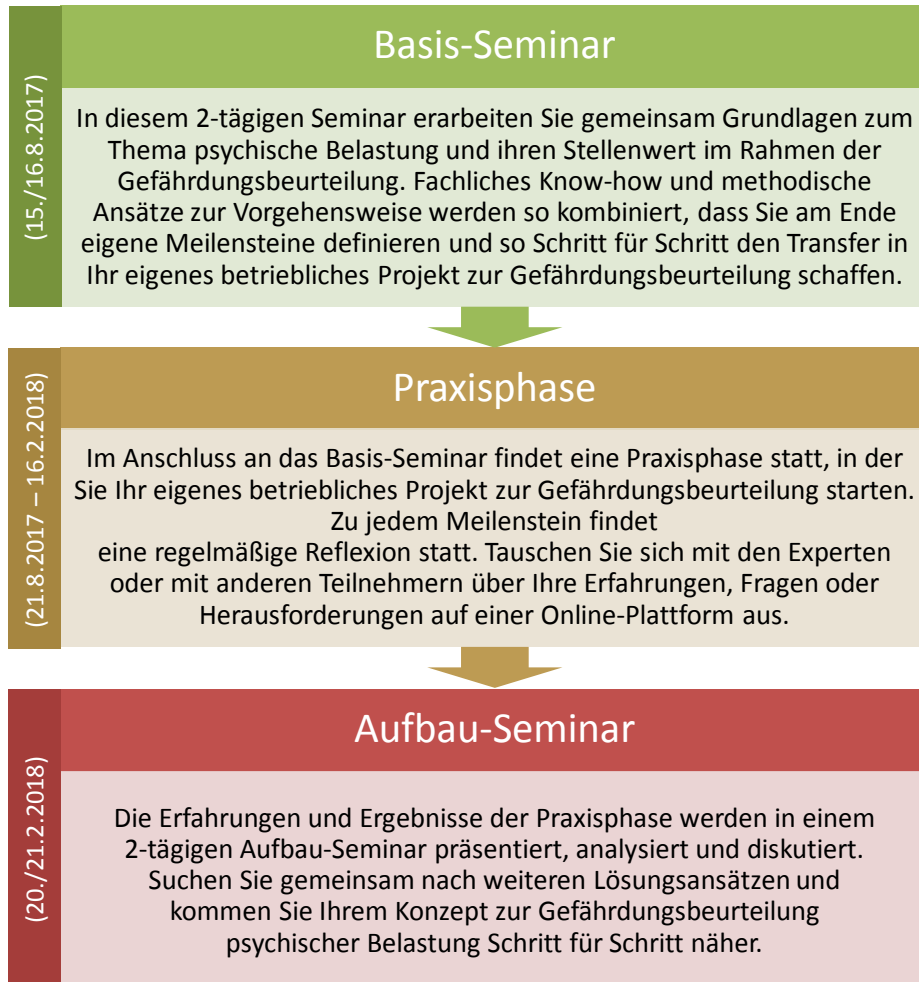 (15./16.8.2017)
Basis-Seminar
In diesem 2-tägigen Seminar erarbeiten Sie gemeinsam Grundlagen zum
Thema psychische Belastung und ihren Stellenwert im Rahmen der
Gefährdungsbeurteilung. Fachliches Know-how und methodische
Ansätze zur Vorgehensweise werden so kombiniert, dass Sie am Ende
eigene Meilensteine definieren und so Schritt für Schritt den Transfer in
Ihr eigenes betriebliches Projekt zur Gefährdungsbeurteilung schaffen.
(21.8.2017 – 16.2.2018)
Praxisphase
Im Anschluss an das Basis-Seminar findet eine Praxisphase statt, in der
Sie Ihr eigenes betriebliches Projekt zur Gefährdungsbeurteilung starten.
Zu jedem Meilenstein findet
eine regelmäßige Reflexion statt. Tauschen Sie sich mit den Experten
oder mit anderen Teilnehmern über Ihre Erfahrungen, Fragen oder
Herausforderungen auf einer Online-Plattform aus.
(20./21.2.2018)
Aufbau-Seminar
Die Erfahrungen und Ergebnisse der Praxisphase werden in einem
2-tägigen Aufbau-Seminar präsentiert, analysiert und diskutiert.
Suchen Sie gemeinsam nach weiteren Lösungsansätzen und
kommen Sie Ihrem Konzept zur Gefährdungsbeurteilung
psychischer Belastung Schritt für Schritt näher.